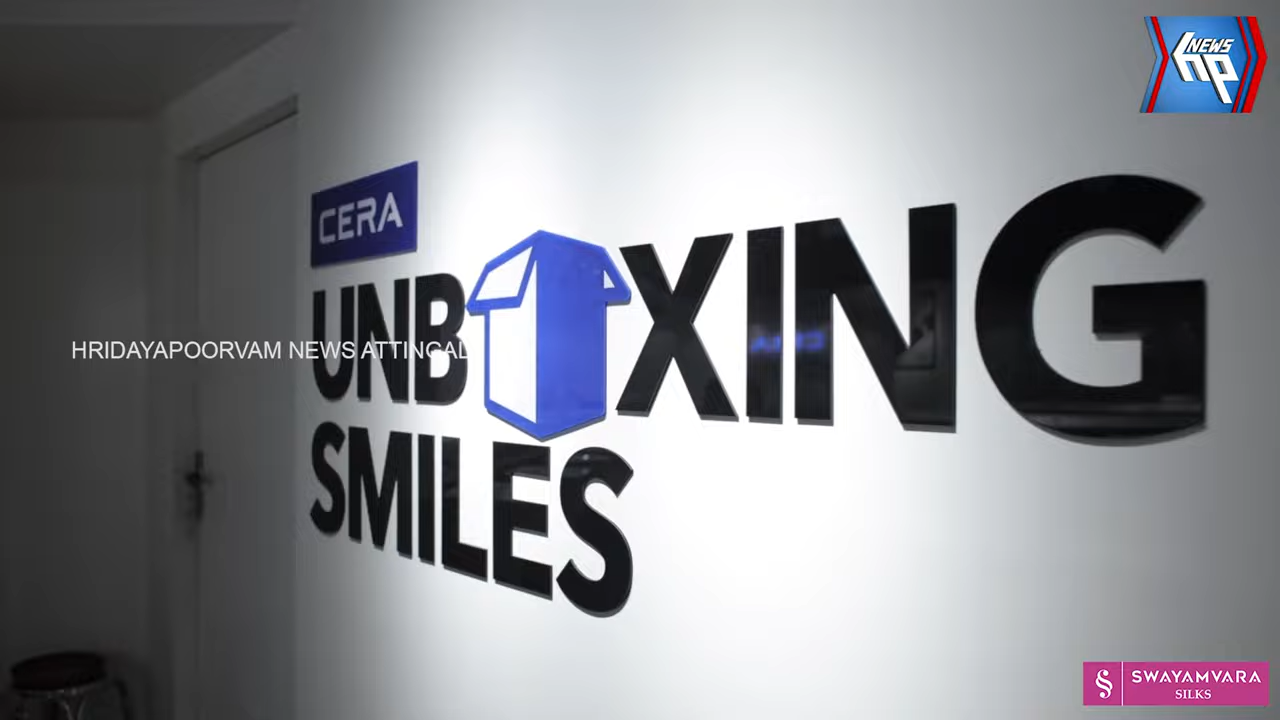 NEWS
hp
CERA
UNBOXING
HRIDAYAPOORVAM NEWS ATTINGAL
SMILES
SWAYAMVARA
SILKS